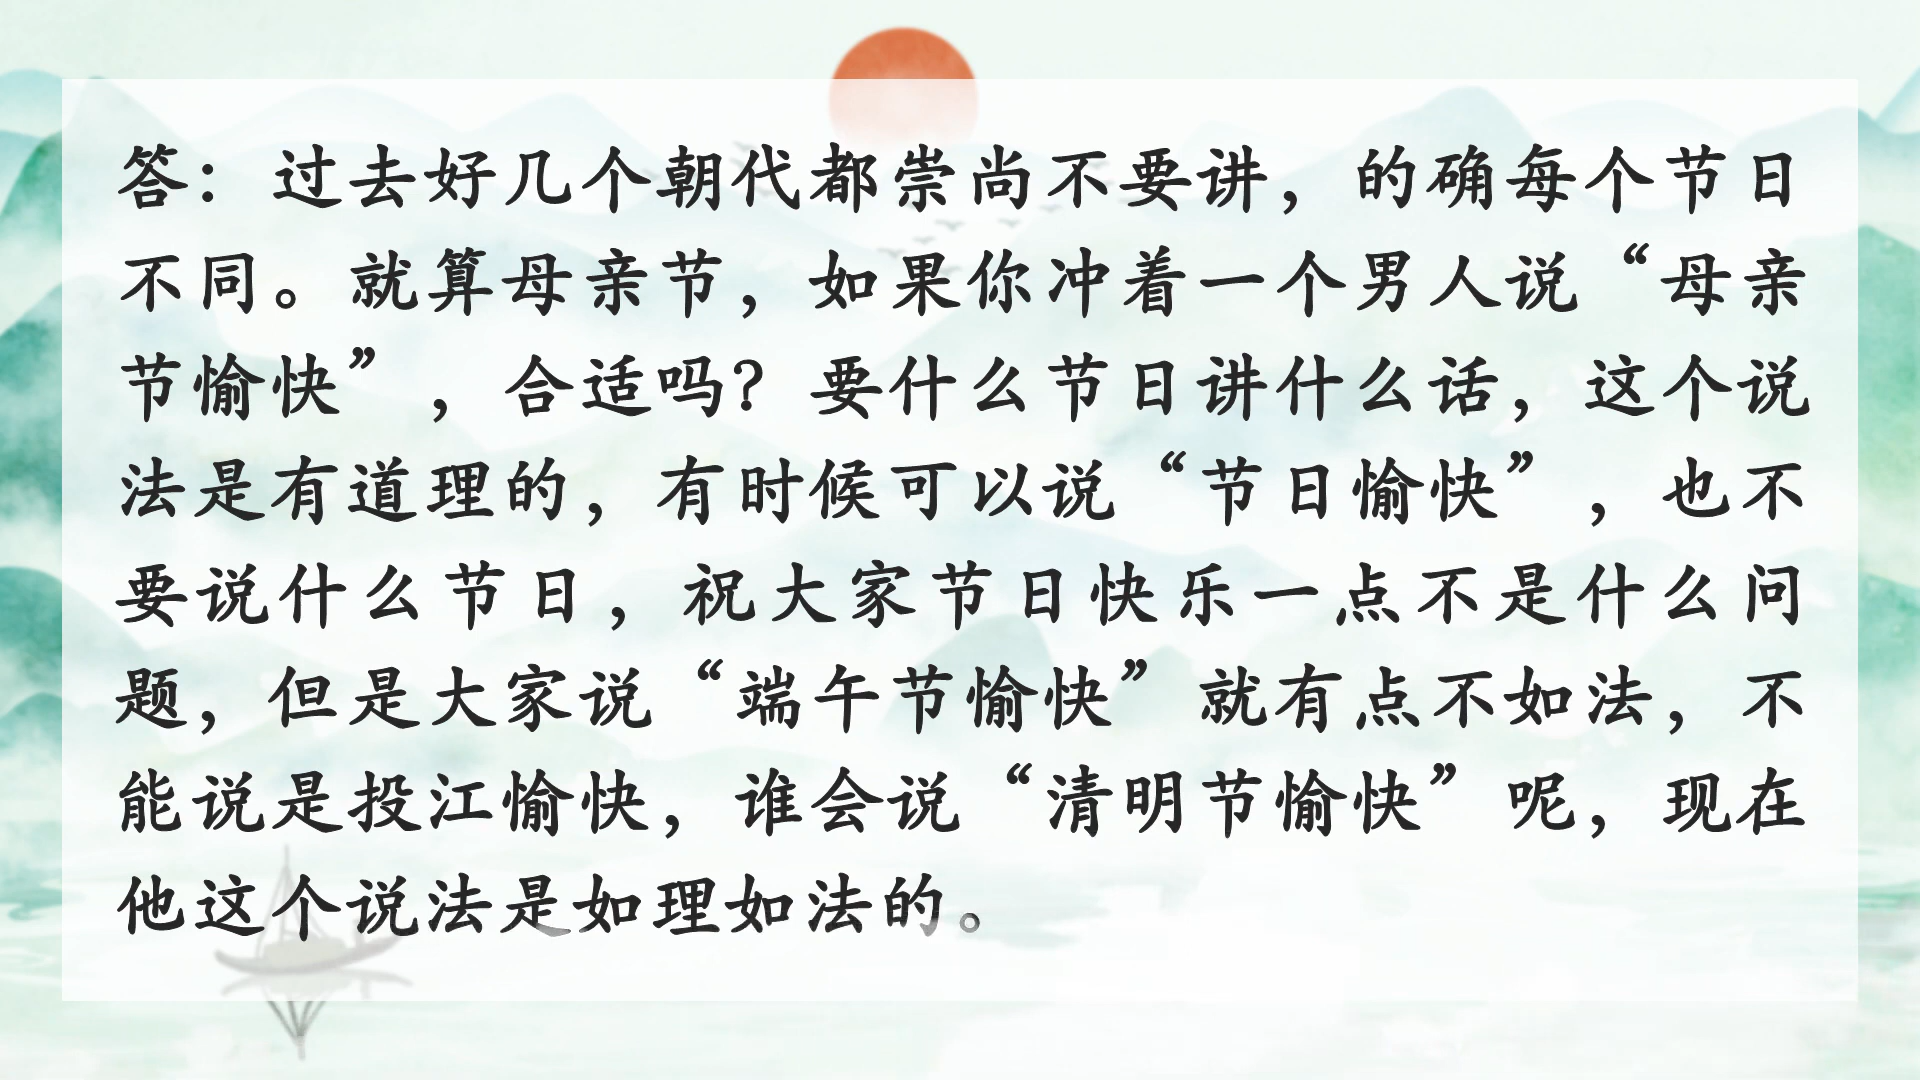 答：过去好几个朝代都崇尚不要讲，的确每个节日
不同。就算母亲节，如果你冲着一个男人说“母亲
节愉快”，合适吗？要什么节日讲什么话，这个说
法是有道理的，有时候可以说“节日愉快”，也不
要说什么节日，祝大家节日快乐一点不是什么问
题，但是大家说“端午节愉快”就有点不如法，不
能说是投江愉快，谁会说“清明节愉快”呢，现在
他这个说法是如理如法的。